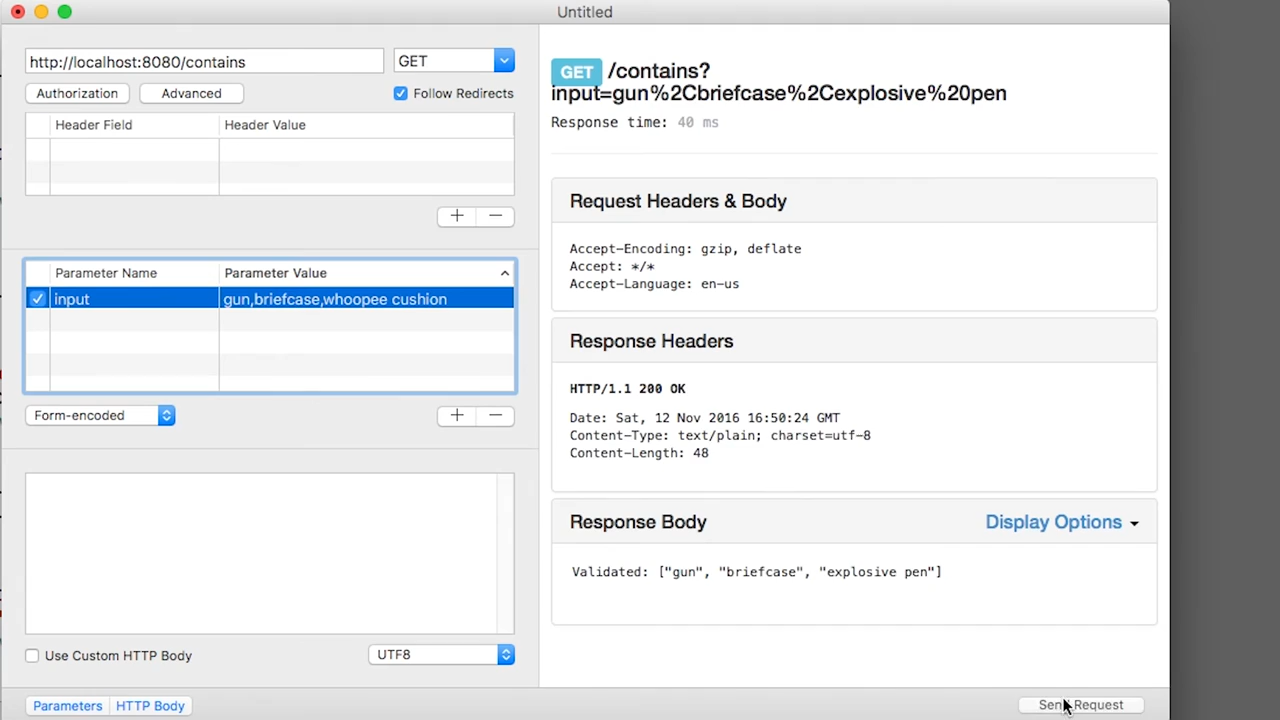 Untitled
http://localhost:8080/contains
GET
Authorization
Advanced
Follow Redirects
Header Field
Header Value
Parameter Name
Parameter Value
input
gun,briefcase,whoopee cushion
Form-encoded
Use Custom HTTP Body
UTF8
Parameters
HTTP Body
GET /contains?
input=gun%2Cbriefcase%2Cexplosive%20pen
Response time: 40 ms
Request Headers & Body
Accept-Encoding: gzip, deflate
Accept: */*
Accept-Language: en-us
Response Headers
HTTP/1.1 200 OK
Date: Sat, 12 Nov 2016 16:50:24 GMT
Content-Type: text/plain; charset=utf-8
Content-Length: 48
Response Body
Display Options
Validated: ["gun", "briefcase", "explosive pen"]
Send Request